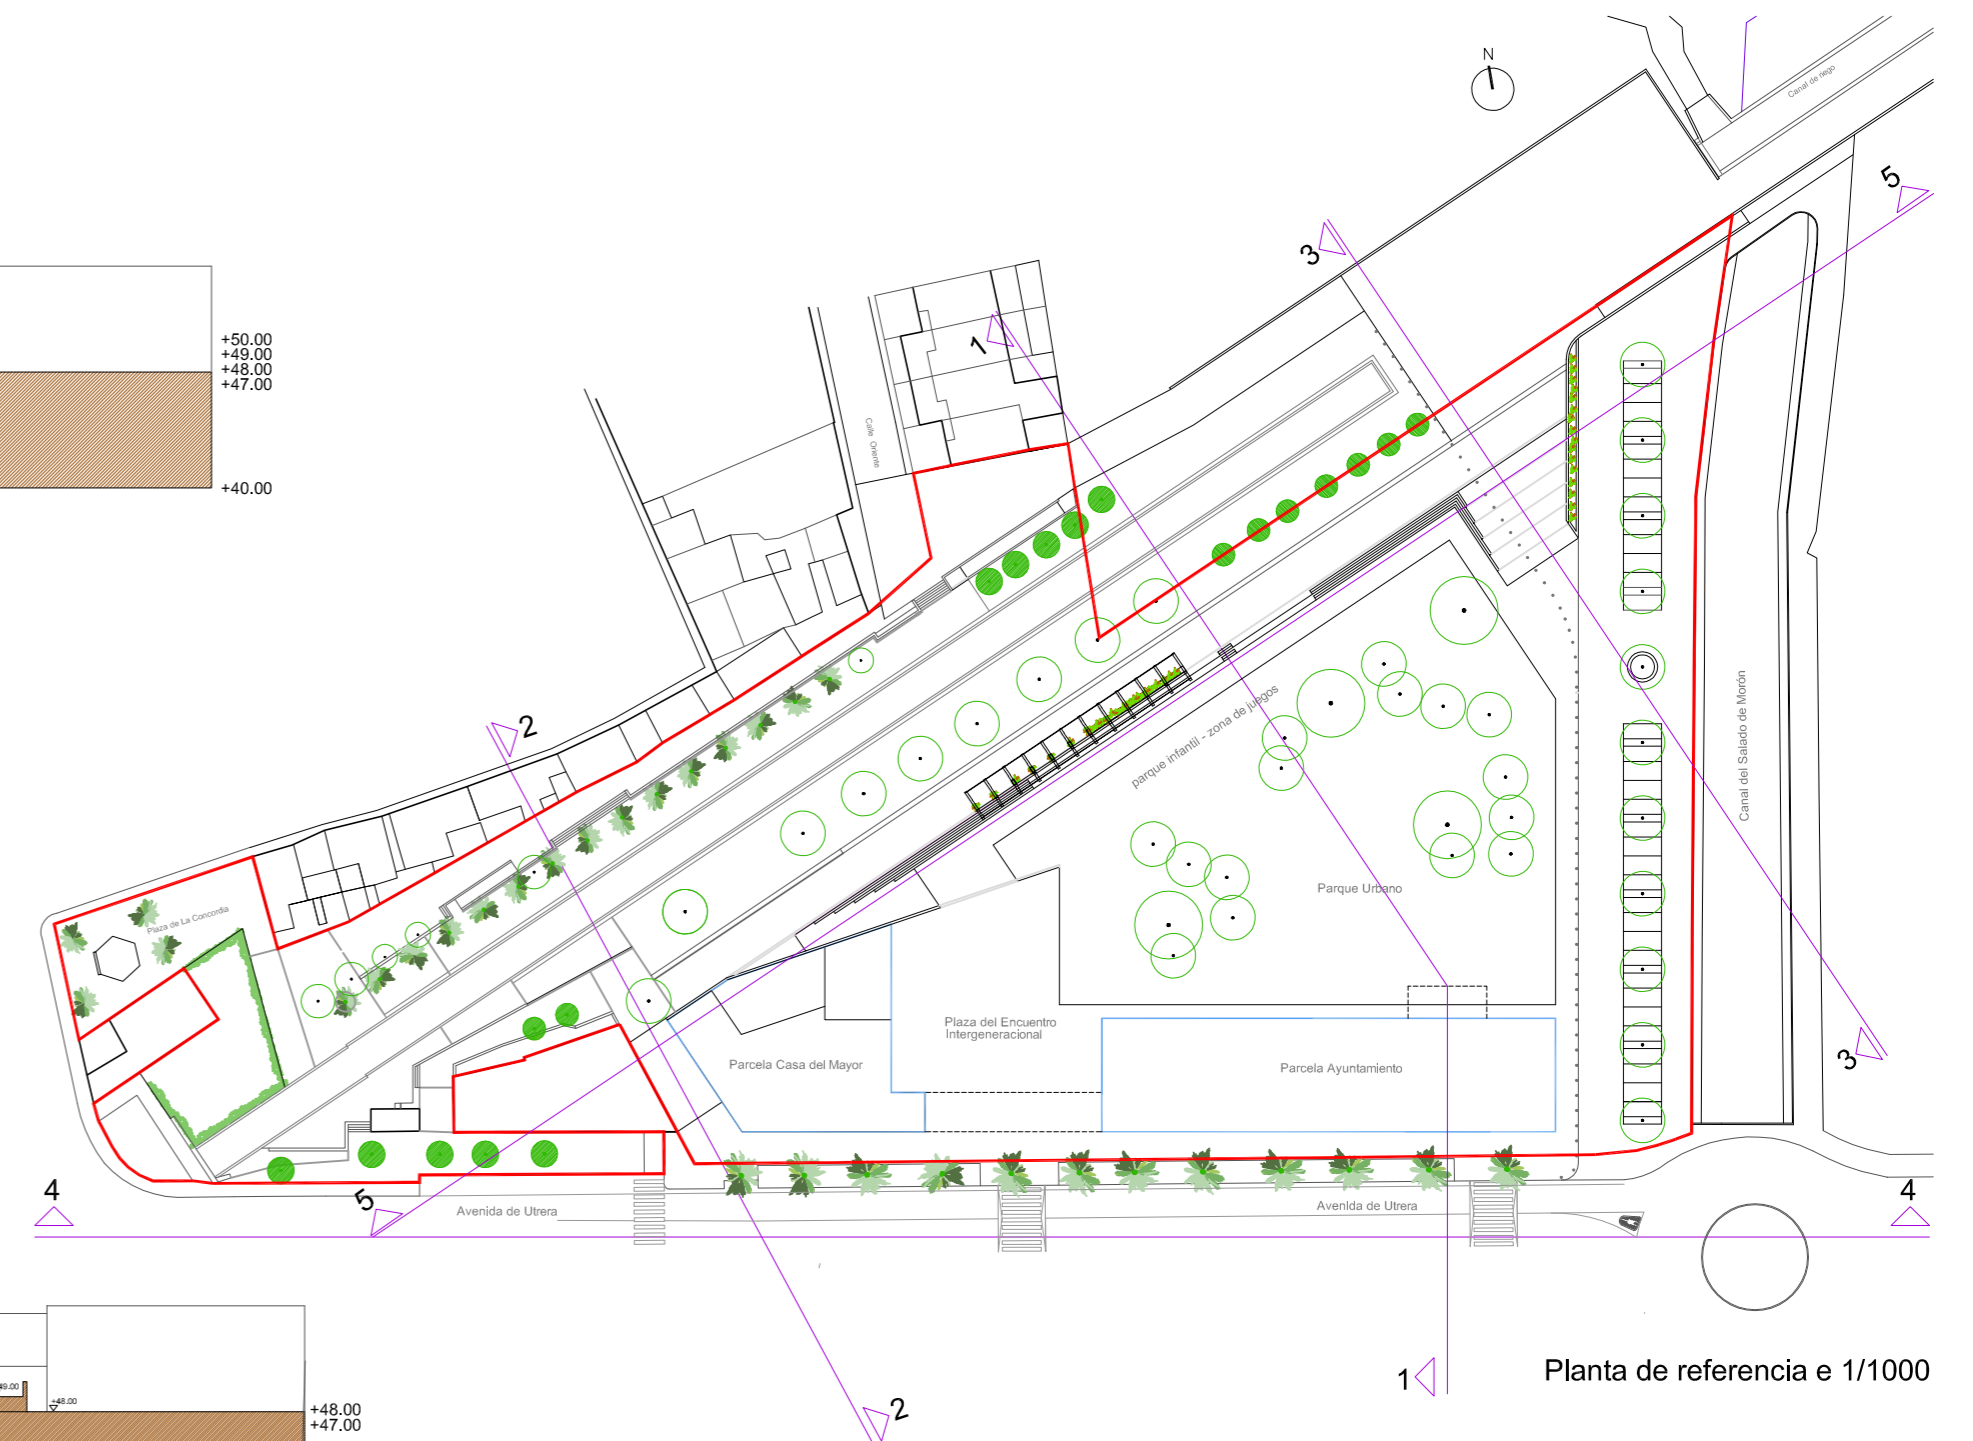 N
Canal de riego
5
3
+50.00
+49.00
+48.00
+47.00
1
Calle Oriente
+40.00
2
parque infantil - zona de juegos
Canal del Salado de Morón
Parque Urbano
Plaza de La Concordia
Plaza del Encuentro
Intergeneracional
Parcela Casa del Mayor
Parcela Ayuntamiento
3
4
5
Avenida de Utrera
Avenida de Utrera
4
1
2
Planta de referencia e 1/1000
49.00
+48.00
+48.00
+47.00